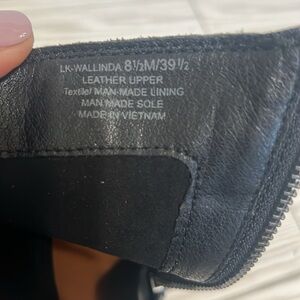 LK-WALLINDA 8½M/39½
LEATHER UPPER
Textile/ MAN-MADE LINING
MAN MADE SOLE
MADE IN VIETNAM